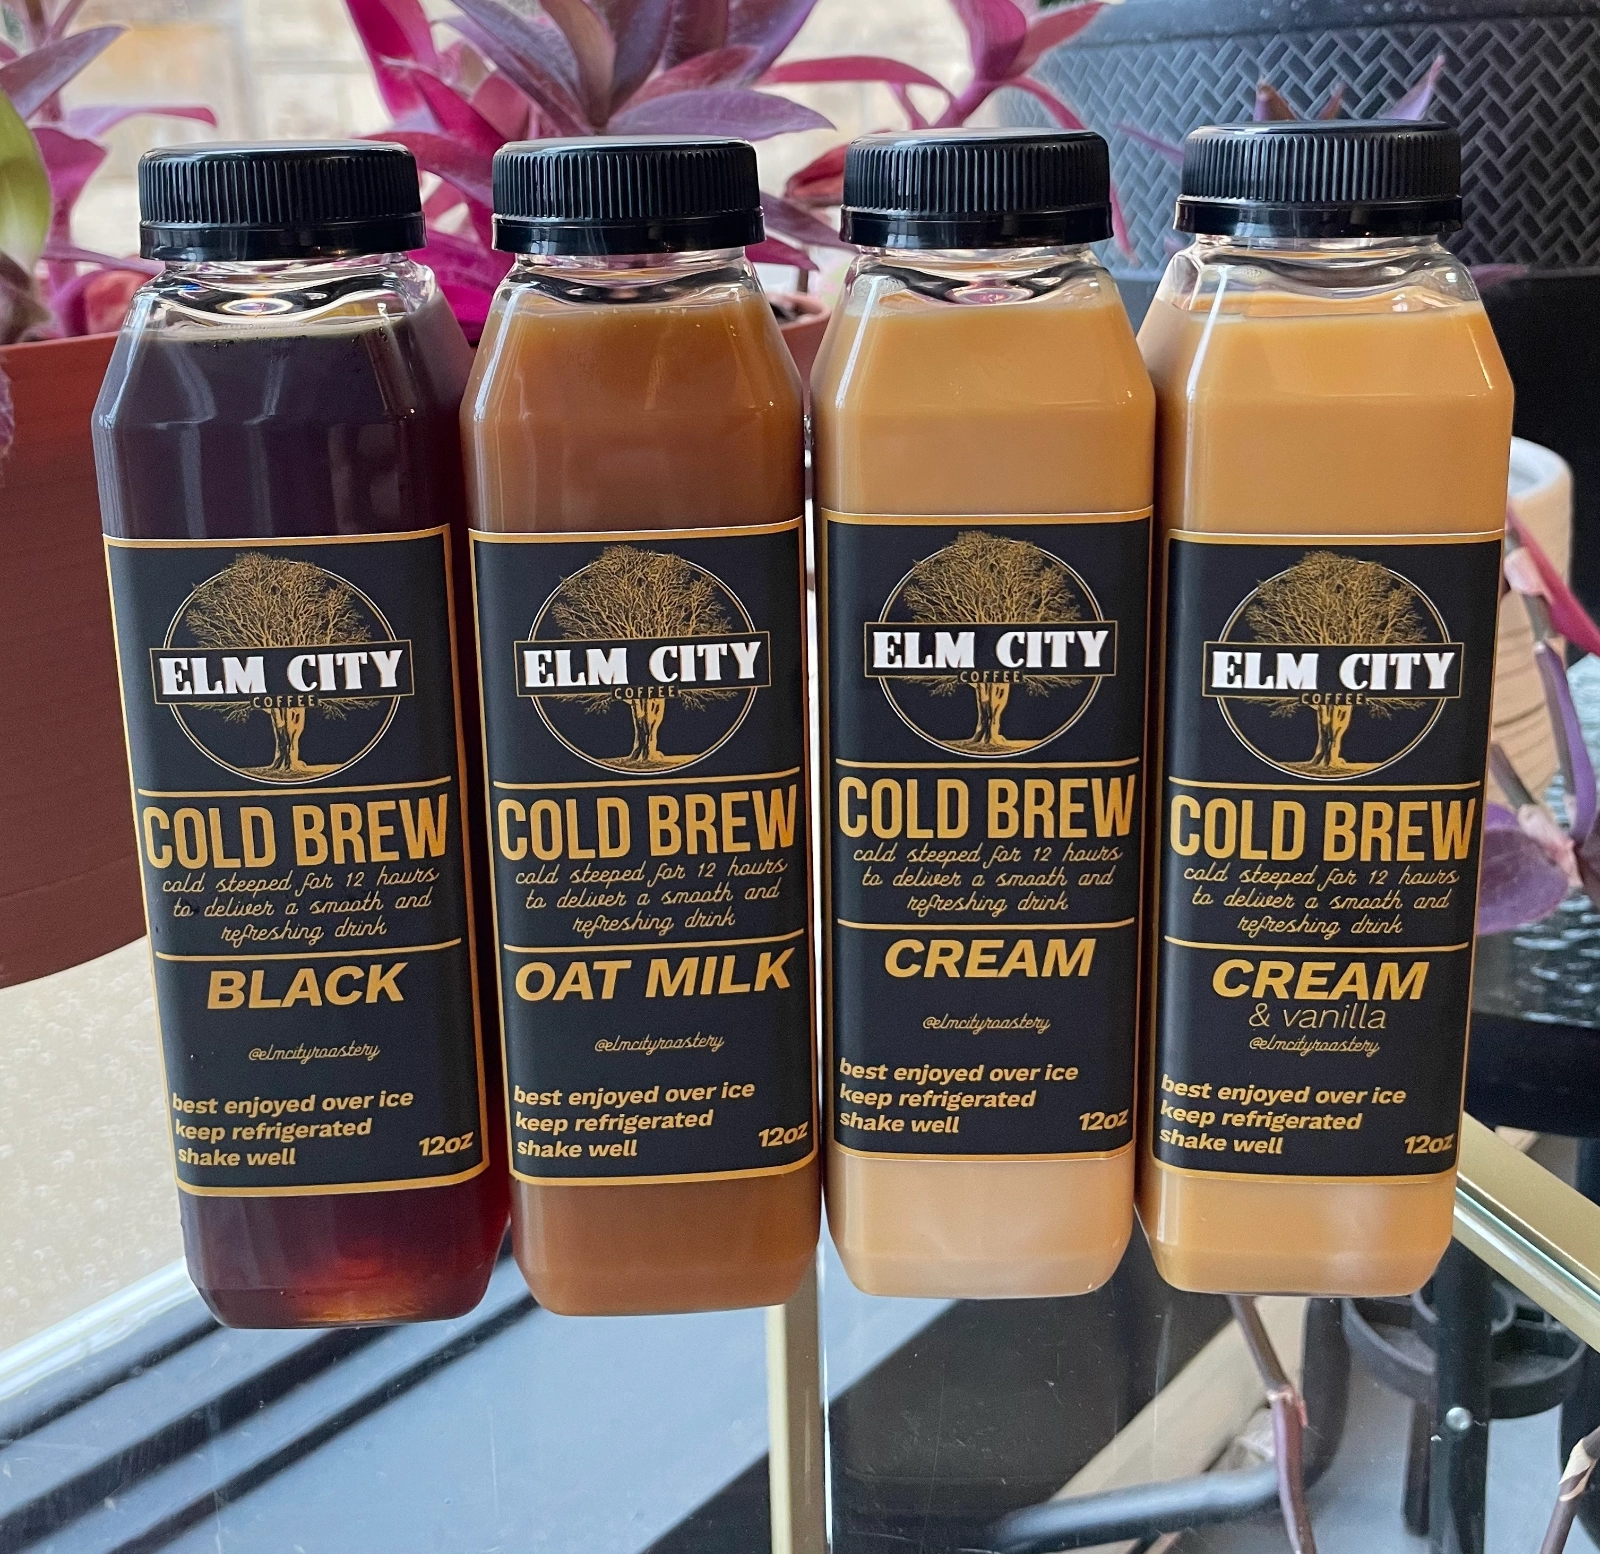 ELM CITY
COFFEE
COLD BREW
cold steeped for 12 hours
to deliver a smooth and
refreshing drink
BLACK
@elmcityroastery
best enjoyed over ice
keep refrigerated
shake well
12oz
ELM CITY
COFFEE
COLD BREW
cold steeped for 12 hours
to deliver a smooth and
refreshing drink
OAT MILK
@elmcityroastery
best enjoyed over ice
keep refrigerated
shake well
12oz
ELM CITY
COFFEE
COLD BREW
cold steeped for 12 hours
to deliver a smooth and
refreshing drink
CREAM
@elmcityroastery
best enjoyed over ice
keep refrigerated
shake well
12oz
ELM CITY
COFFEE
COLD BREW
cold steeped for 12 hours
to deliver a smooth and
refreshing drink
CREAM
& vanilla
@elmcityroastery
best enjoyed over ice
keep refrigerated
shake well
12oz